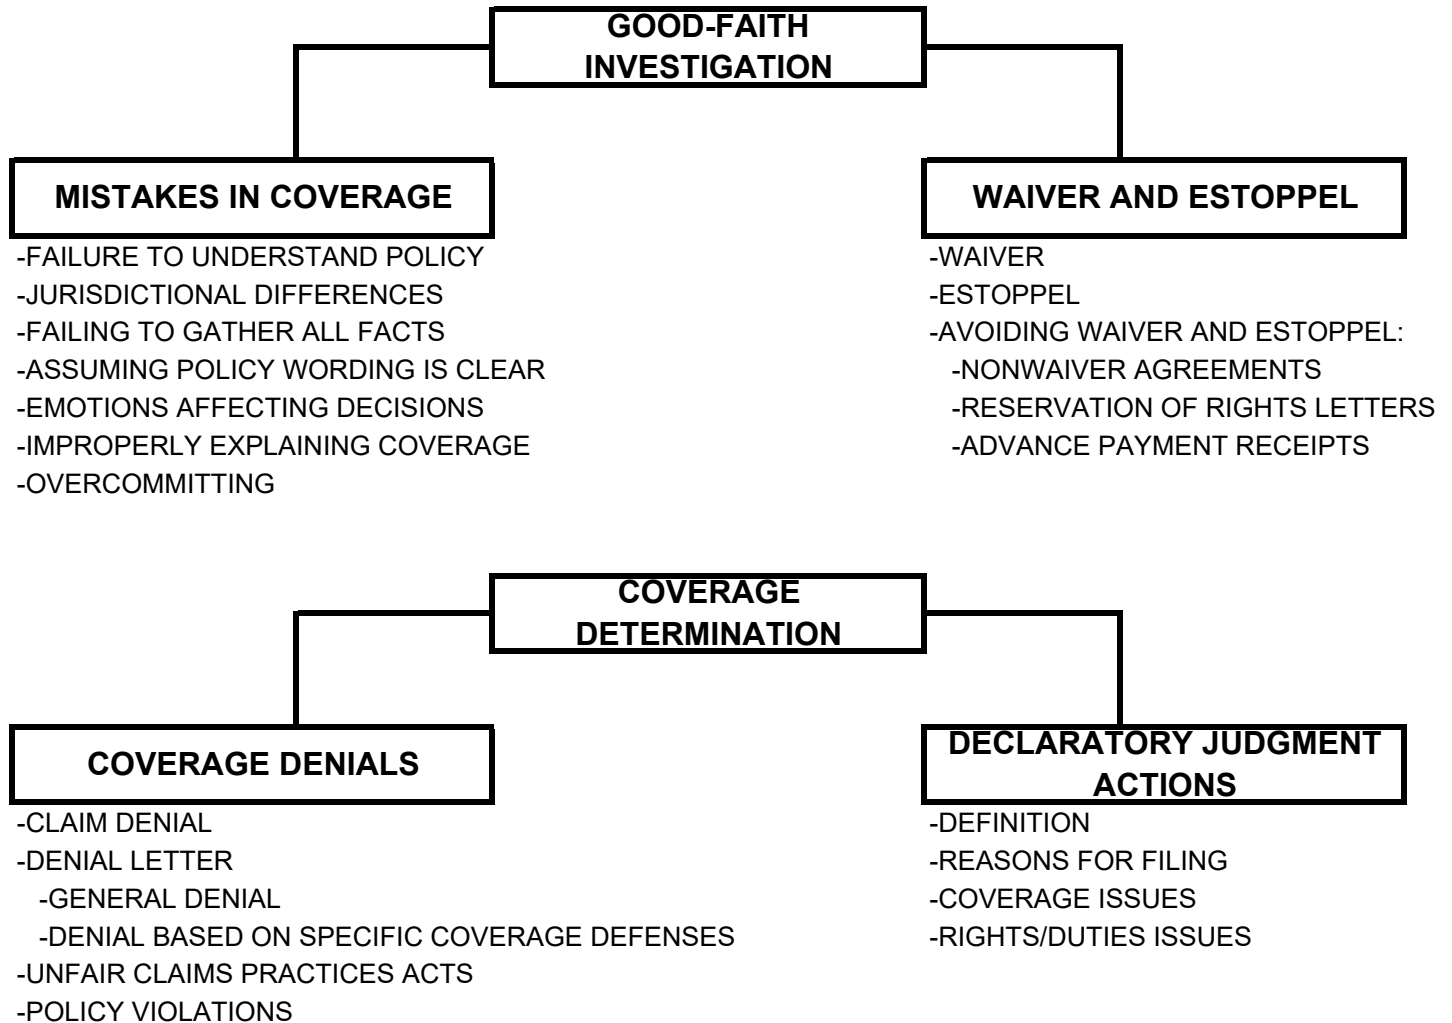 GOOD-FAITH
INVESTIGATION
MISTAKES IN COVERAGE
-FAILURE TO UNDERSTAND POLICY
-JURISDICTIONAL DIFFERENCES
-FAILING TO GATHER ALL FACTS
-ASSUMING POLICY WORDING IS CLEAR
-EMOTIONS AFFECTING DECISIONS
-IMPROPERLY EXPLAINING COVERAGE
-OVERCOMMITTING
WAIVER AND ESTOPPEL
-WAIVER
-ESTOPPEL
-AVOIDING WAIVER AND ESTOPPEL:
-NONWAIVER AGREEMENTS
-RESERVATION OF RIGHTS LETTERS
-ADVANCE PAYMENT RECEIPTS
COVERAGE
DETERMINATION
COVERAGE DENIALS
-CLAIM DENIAL
-DENIAL LETTER
-GENERAL DENIAL
-DENIAL BASED ON SPECIFIC COVERAGE DEFENSES
-UNFAIR CLAIMS PRACTICES ACTS
-POLICY VIOLATIONS
DECLARATORY JUDGMENT
ACTIONS
-DEFINITION
-REASONS FOR FILING
-COVERAGE ISSUES
-RIGHTS/DUTIES ISSUES